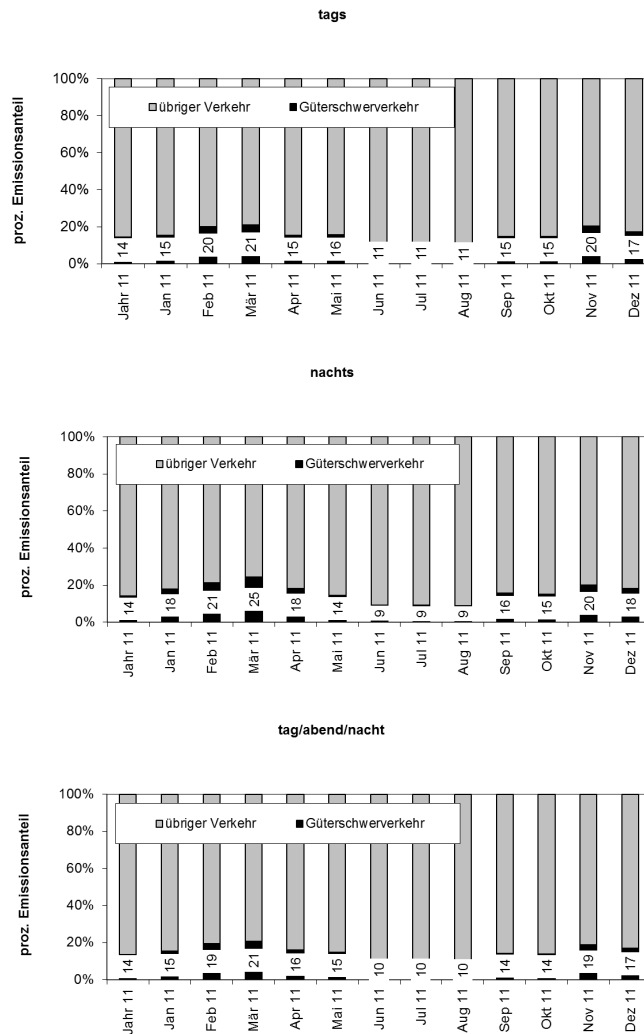 tags
proz. Emissionsanteil
100%
80%
60%
40%
20%
0%
übriger Verkehr Güterschwerverkehr
14 15 20 21 15 16 11 11 11 15 15 20 17
Jahr 11 Jan 11 Feb 11 Mär 11 Apr 11 Mai 11 Jun 11 Jul 11 Aug 11 Sep 11 Okt 11 Nov 11 Dez 11
nachts
proz. Emissionsanteil
100%
80%
60%
40%
20%
0%
übriger Verkehr Güterschwerverkehr
14 18 21 25 18 14 9 9 9 16 15 20 18
Jahr 11 Jan 11 Feb 11 Mär 11 Apr 11 Mai 11 Jun 11 Jul 11 Aug 11 Sep 11 Okt 11 Nov 11 Dez 11
tag/abend/nacht
proz. Emissionsanteil
100%
80%
60%
40%
20%
0%
übriger Verkehr Güterschwerverkehr
14 15 19 21 16 15 10 10 10 14 14 19 17
Jahr 11 Jan 11 Feb 11 Mär 11 Apr 11 Mai 11 Jun 11 Jul 11 Aug 11 Sep 11 Okt 11 Nov 11 Dez 11